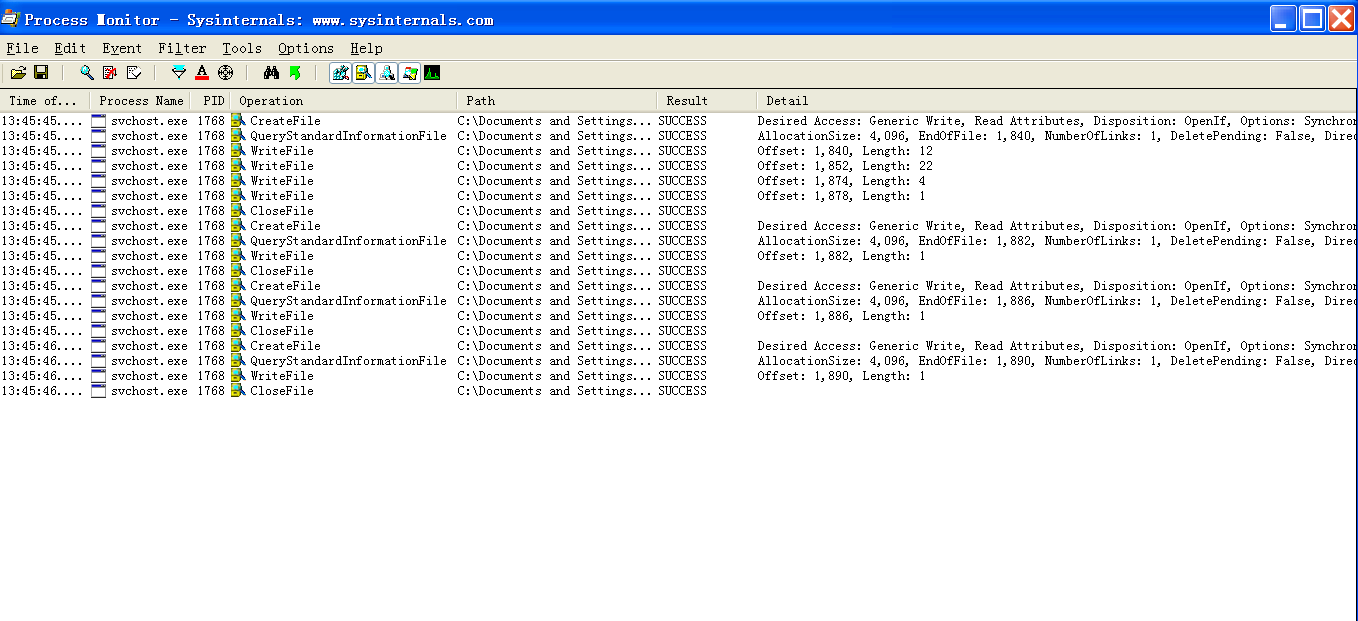 Process Monitor - Sysinternals: www.sysinternals.com
File Edit Event Filter Tools Options Help
Time of... Process Name PID Operation Path Result Detail
13:45:45.... svchost.exe 1768 CreateFile C:\Documents and Settings... SUCCESS Desired Access: Generic Write, Read Attributes, Disposition: OpenIf, Options: Synchron
13:45:45.... svchost.exe 1768 QueryStandardInformationFile C:\Documents and Settings... SUCCESS AllocationSize: 4,096, EndOfFile: 1,840, NumberOfLinks: 1, DeletePending: False, Direc
13:45:45.... svchost.exe 1768 WriteFile C:\Documents and Settings... SUCCESS Offset: 1,840, Length: 12
13:45:45.... svchost.exe 1768 WriteFile C:\Documents and Settings... SUCCESS Offset: 1,852, Length: 22
13:45:45.... svchost.exe 1768 WriteFile C:\Documents and Settings... SUCCESS Offset: 1,874, Length: 4
13:45:45.... svchost.exe 1768 WriteFile C:\Documents and Settings... SUCCESS Offset: 1,878, Length: 1
13:45:45.... svchost.exe 1768 CloseFile C:\Documents and Settings... SUCCESS
13:45:45.... svchost.exe 1768 CreateFile C:\Documents and Settings... SUCCESS Desired Access: Generic Write, Read Attributes, Disposition: OpenIf, Options: Synchron
13:45:45.... svchost.exe 1768 QueryStandardInformationFile C:\Documents and Settings... SUCCESS AllocationSize: 4,096, EndOfFile: 1,882, NumberOfLinks: 1, DeletePending: False, Direc
13:45:45.... svchost.exe 1768 WriteFile C:\Documents and Settings... SUCCESS Offset: 1,882, Length: 1
13:45:45.... svchost.exe 1768 CloseFile C:\Documents and Settings... SUCCESS
13:45:45.... svchost.exe 1768 CreateFile C:\Documents and Settings... SUCCESS Desired Access: Generic Write, Read Attributes, Disposition: OpenIf, Options: Synchron
13:45:45.... svchost.exe 1768 QueryStandardInformationFile C:\Documents and Settings... SUCCESS AllocationSize: 4,096, EndOfFile: 1,886, NumberOfLinks: 1, DeletePending: False, Direc
13:45:45.... svchost.exe 1768 WriteFile C:\Documents and Settings... SUCCESS Offset: 1,886, Length: 1
13:45:45.... svchost.exe 1768 CloseFile C:\Documents and Settings... SUCCESS
13:45:46.... svchost.exe 1768 CreateFile C:\Documents and Settings... SUCCESS Desired Access: Generic Write, Read Attributes, Disposition: OpenIf, Options: Synchron
13:45:46.... svchost.exe 1768 QueryStandardInformationFile C:\Documents and Settings... SUCCESS AllocationSize: 4,096, EndOfFile: 1,890, NumberOfLinks: 1, DeletePending: False, Direc
13:45:46.... svchost.exe 1768 WriteFile C:\Documents and Settings... SUCCESS Offset: 1,890, Length: 1
13:45:46.... svchost.exe 1768 CloseFile C:\Documents and Settings... SUCCESS